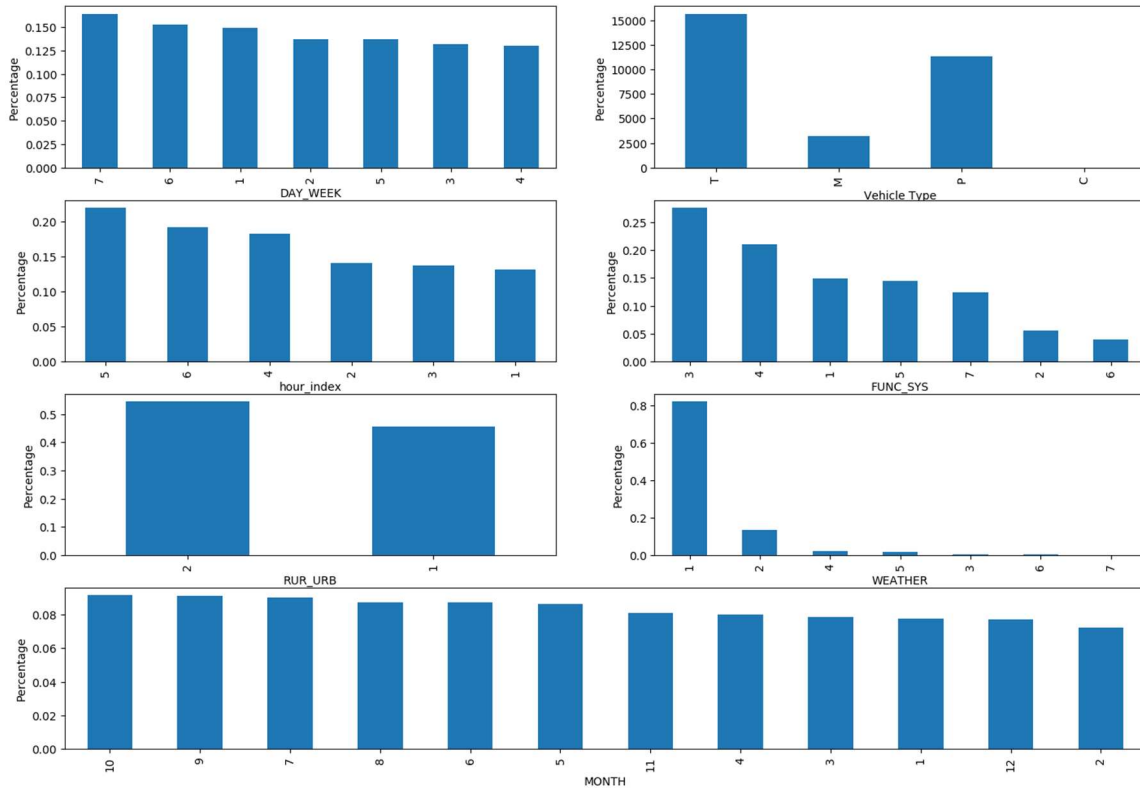 Percentage
0.150
0.125
0.100
0.075
0.050
0.025
0.000
7 6 1 2 5 3 4
DAY_WEEK
Percentage
15000
12500
10000
7500
5000
2500
0
T M P C
Vehicle Type
Percentage
0.20
0.15
0.10
0.05
0.00
5 6 4 2 3 1
hour_index
Percentage
0.25
0.20
0.15
0.10
0.05
0.00
3 4 1 5 7 2 6
FUNC_SYS
Percentage
0.5
0.4
0.3
0.2
0.1
0.0
2 1
RUR_URB
Percentage
0.8
0.6
0.4
0.2
0.0
1 2 4 5 3 6 7
WEATHER
Percentage
0.08
0.06
0.04
0.02
0.00
10 9 7 8 6 5 11 4 3 1 12 2
MONTH